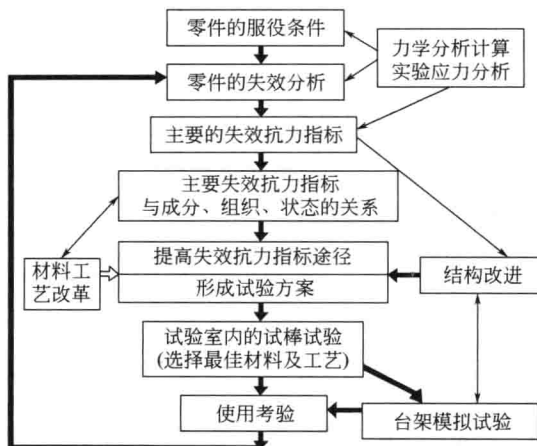 零件的服役条件
力学分析计算
实验应力分析
零件的失效分析
主要的失效抗力指标
主要失效抗力指标
与成分、组织、状态的关系
提高失效抗力指标途径
材料工
艺改革
形成试验方案
结构改进
试验室内的试棒试验
(选择最佳材料及工艺)
使用考验
台架模拟试验